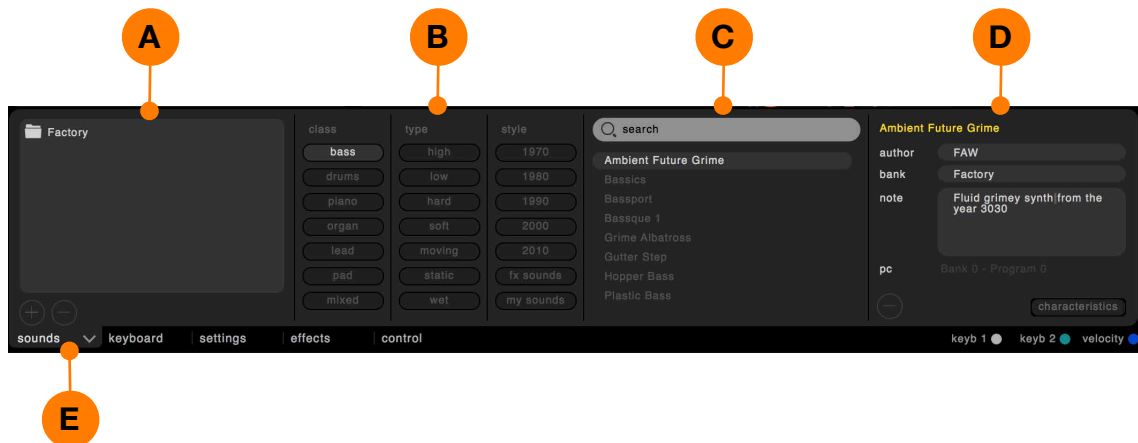 A
B
C
D
Factory
class
bass
drums
piano
organ
lead
pad
mixed
type
high
low
hard
soft
moving
static
wet
style
1970
1980
1990
2000
2010
fx sounds
my sounds
search
Ambient Future Grime
Bassics
Bassport
Bassque 1
Grime Albatross
Gutter Step
Hopper Bass
Plastic Bass
Ambient Future Grime
author FAW
bank Factory
note Fluid grimey synth from the
year 3030
pc Bank 0 - Program 0
characteristics
sounds keyboard settings effects control keyb 1 keyb 2 velocity
E